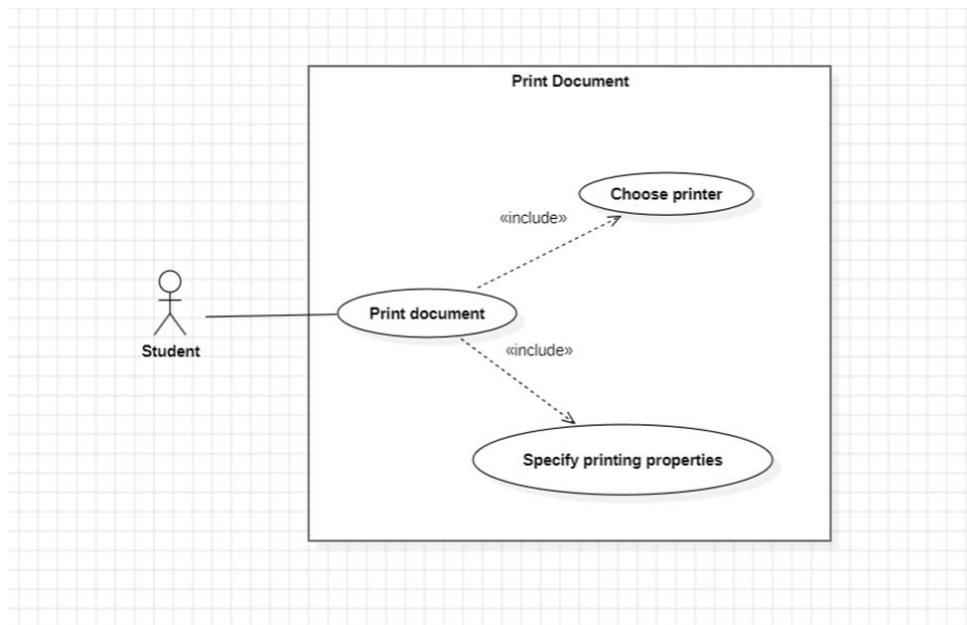 Print Document
Choose printer
«include»
Print document
Student
«include»
Specify printing properties